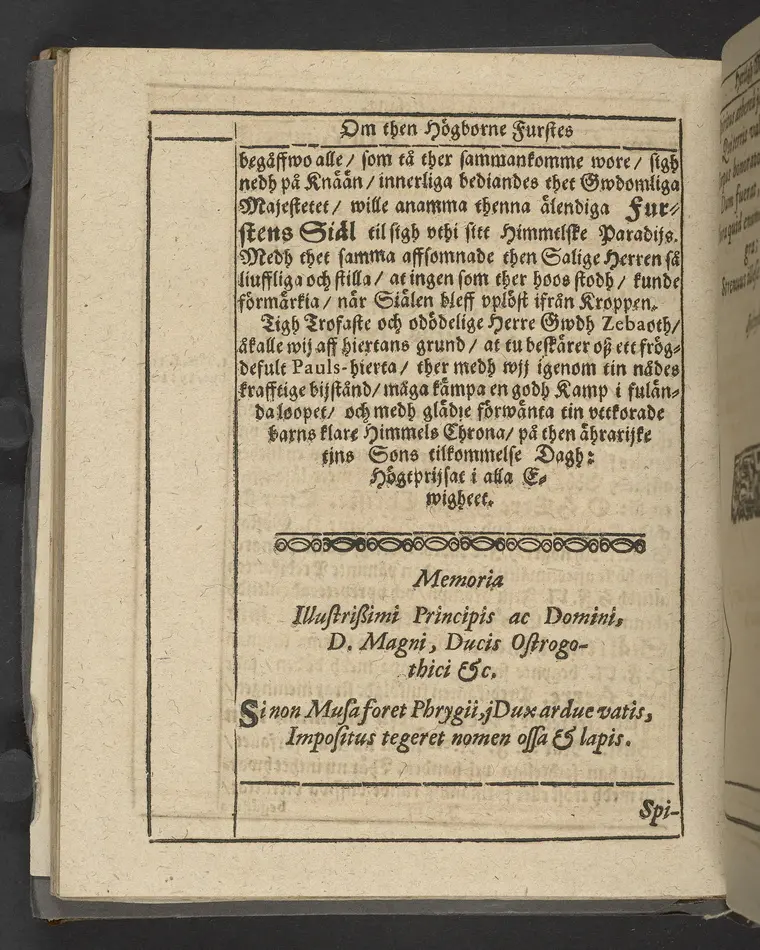 Om then Högborne Furstes
begåffwo alle / som tå ther sammankomme wore / sigh
nedh på Knään / innerliga bediandes thet Gwdomliga
Majestetet / wille anamma thenna älendiga Fur⸗
stens Siäl til sigh vthi sitt Himmelske Paradijs.
Medh thet samma affsomnade then Salige Herren så
liuffliga och stilla / at ingen som ther hoos stodh / kunde
förmärkia / når Siälen bleff vplöst ifrån Kroppen.
Tigh Trofaste och odödelige Herre Gwdh Zebaoth/
åkalle wij aff hiertans grund / at tu beskärer oß ett frög⸗
defult Pauls-hierta / ther medh wij igenom tin nådes
krafftige bijstånd / måga kämpa en godh Kamp i fulän⸗
da loopet / och medh glädie förwänta tin vttkorade
barns klare Himmels Chrona / på then ährarijke
tins Sons tilkommelse Dagh:
Högtprijsat i alla E⸗
wigheet.
Memoria
Illustrißimi Principis ac Domini,
D. Magni, Ducis Ostrogo-
thici &c.
Si non Musa foret Phrygii, Dux ardue vatis,
Impositus tegeret nomen ossa & lapis.
Spi-